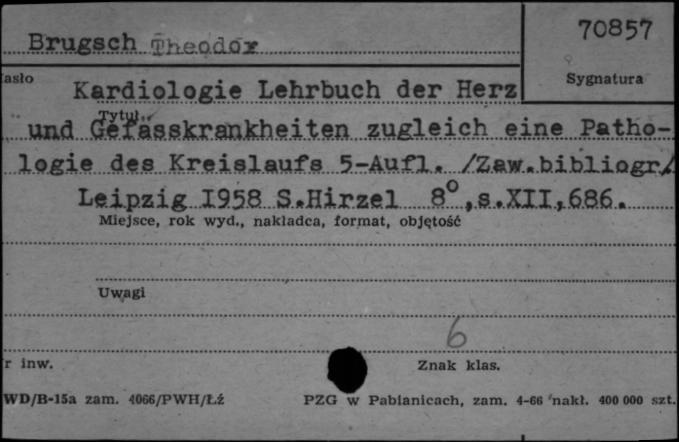 70857
Brugsch Theodor
Sygnatura
asło
Kardiologie Lehrbuch der Herz
Tytuł
und Gefässkrankheiten zugleich eine Patho-
logie des Kreislaufs 5-Aufl. /Zaw.bibliogr/
Leipzig 1958 S.Hirzel 8°,s.XII,686.
Miejsce, rok wyd., nakładca, format, objętość
Uwagi
6
r inw.
Znak klas.
WD/B-15a zam. 4066/PWH/Łź
PZG w Pabianicach, zam. 4-66 nakł. 400 000 szt.